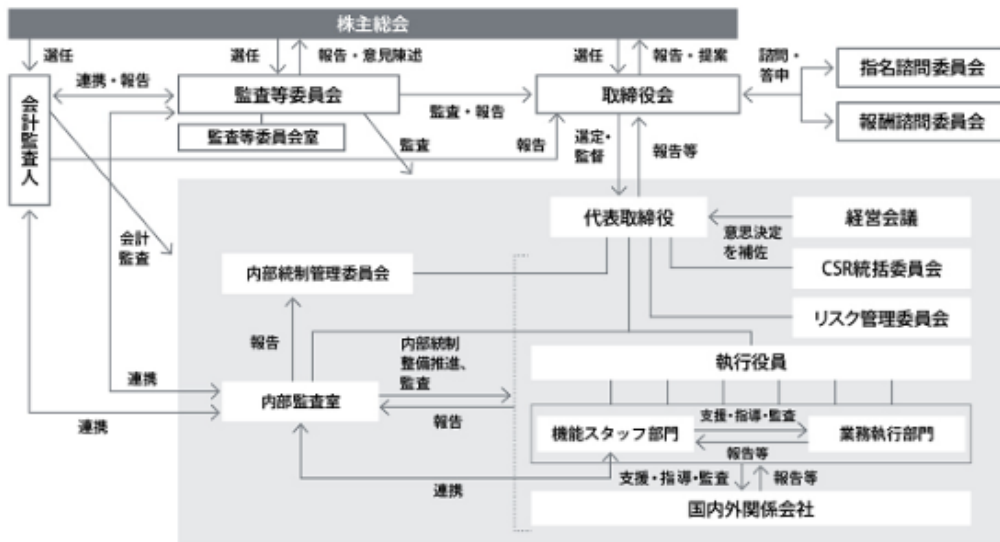 株主総会
選任
選任
報告・意見陳述
選任
報告・提案
諮問・
答申
指名諮問委員会
報酬諮問委員会
会計監査人
連携・報告
監査等委員会
監査・報告
取締役会
監査等委員会室
監査
報告
選定・
監督
報告等
会計
監査
代表取締役
経営会議
意思決定
を補佐
CSR統括委員会
リスク管理委員会
内部統制管理委員会
報告
内部統制
整備推進、
監査
執行役員
連携
連携
内部監査室
報告
機能スタッフ部門
支援・指導・監査
業務執行部門
報告等
連携
支援・指導・監査
報告等
国内外関係会社